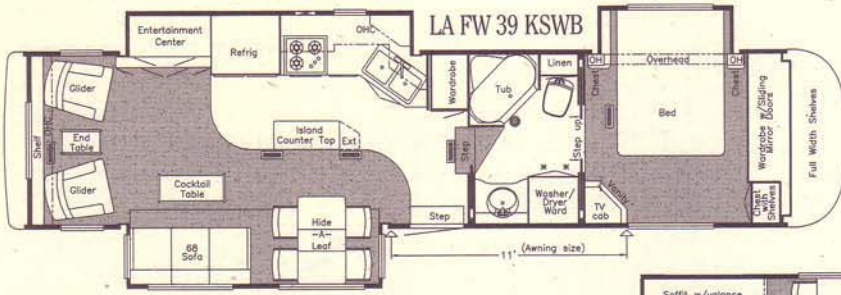 LA FW 39 KSWB
Entertainment
Center
Refrig
OHC
Wardrobe
Tub
Linen
OH
Overhead
OH
Chest
Chest
Bed
Wardrobe w/Sliding
Mirror Doors
Full Width Shelves
Shelf
OHC
Glider
End
Table
Glider
Island
Counter Top
Ext
Step
Step up
Cocktail
Table
Hide
-A-
Leaf
68
Sofa
Step
Washer/
Dryer
Ward
Vanity
TV
cab
Chest
with
Shelves
11'
(Awning size)
Soffit w/valance